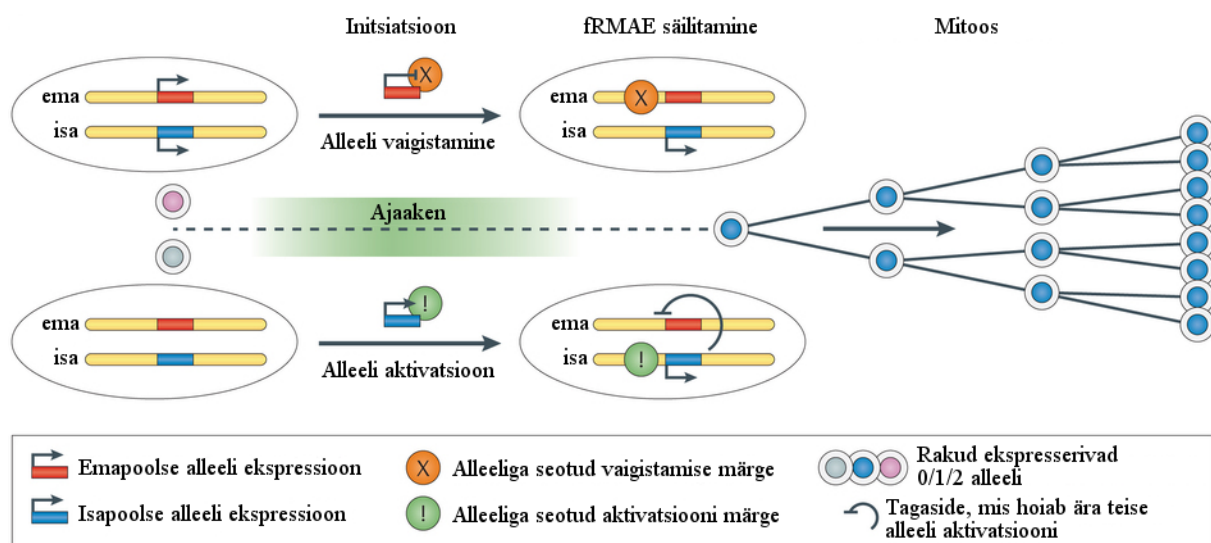 Initsiatsioon
fRMAE säilitamine
Mitoos
ema
isa
X
Alleeli vaigistamine
ema
X
isa
Ajaaken
ema
isa
!
Alleeli aktivatsioon
ema
isa
!
Emapoolse alleeli ekspressioon
Isapoolse alleeli ekspressioon
X
Alleeliga seotud vaigistamise märge
!
Alleeliga seotud aktivatsiooni märge
Rakud ekspresserivad
0/1/2 alleeli
Tagaside, mis hoiab ära teise
alleeli aktivatsiooni